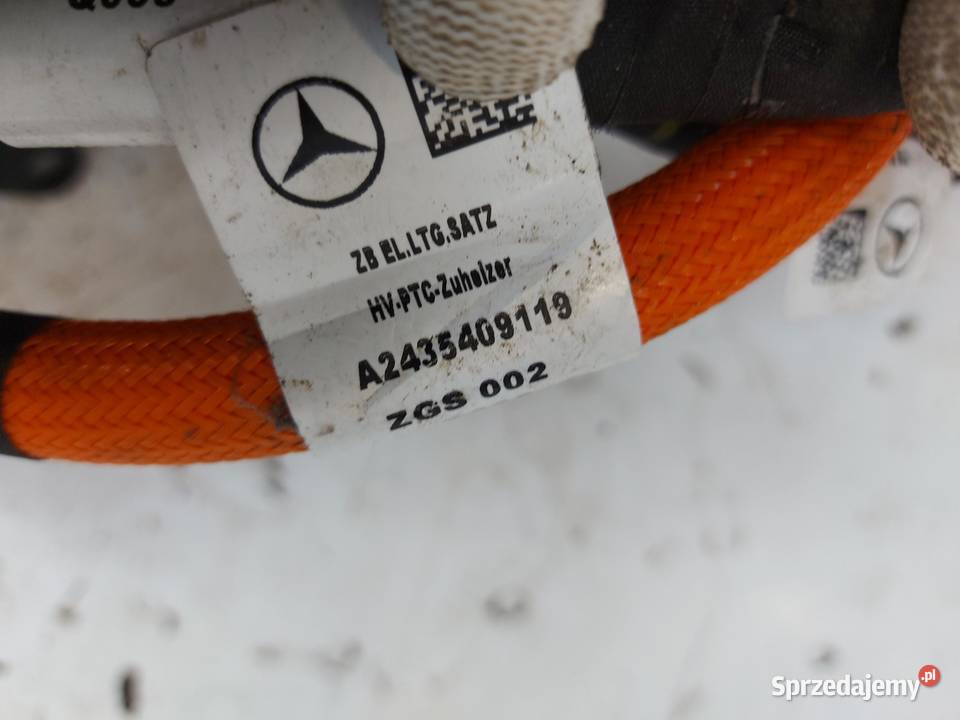 ZB EL.LTG.SATZ
HV-PTC-Zuheizer
A2435409119
ZGS 002
Sprzedajemy.pl